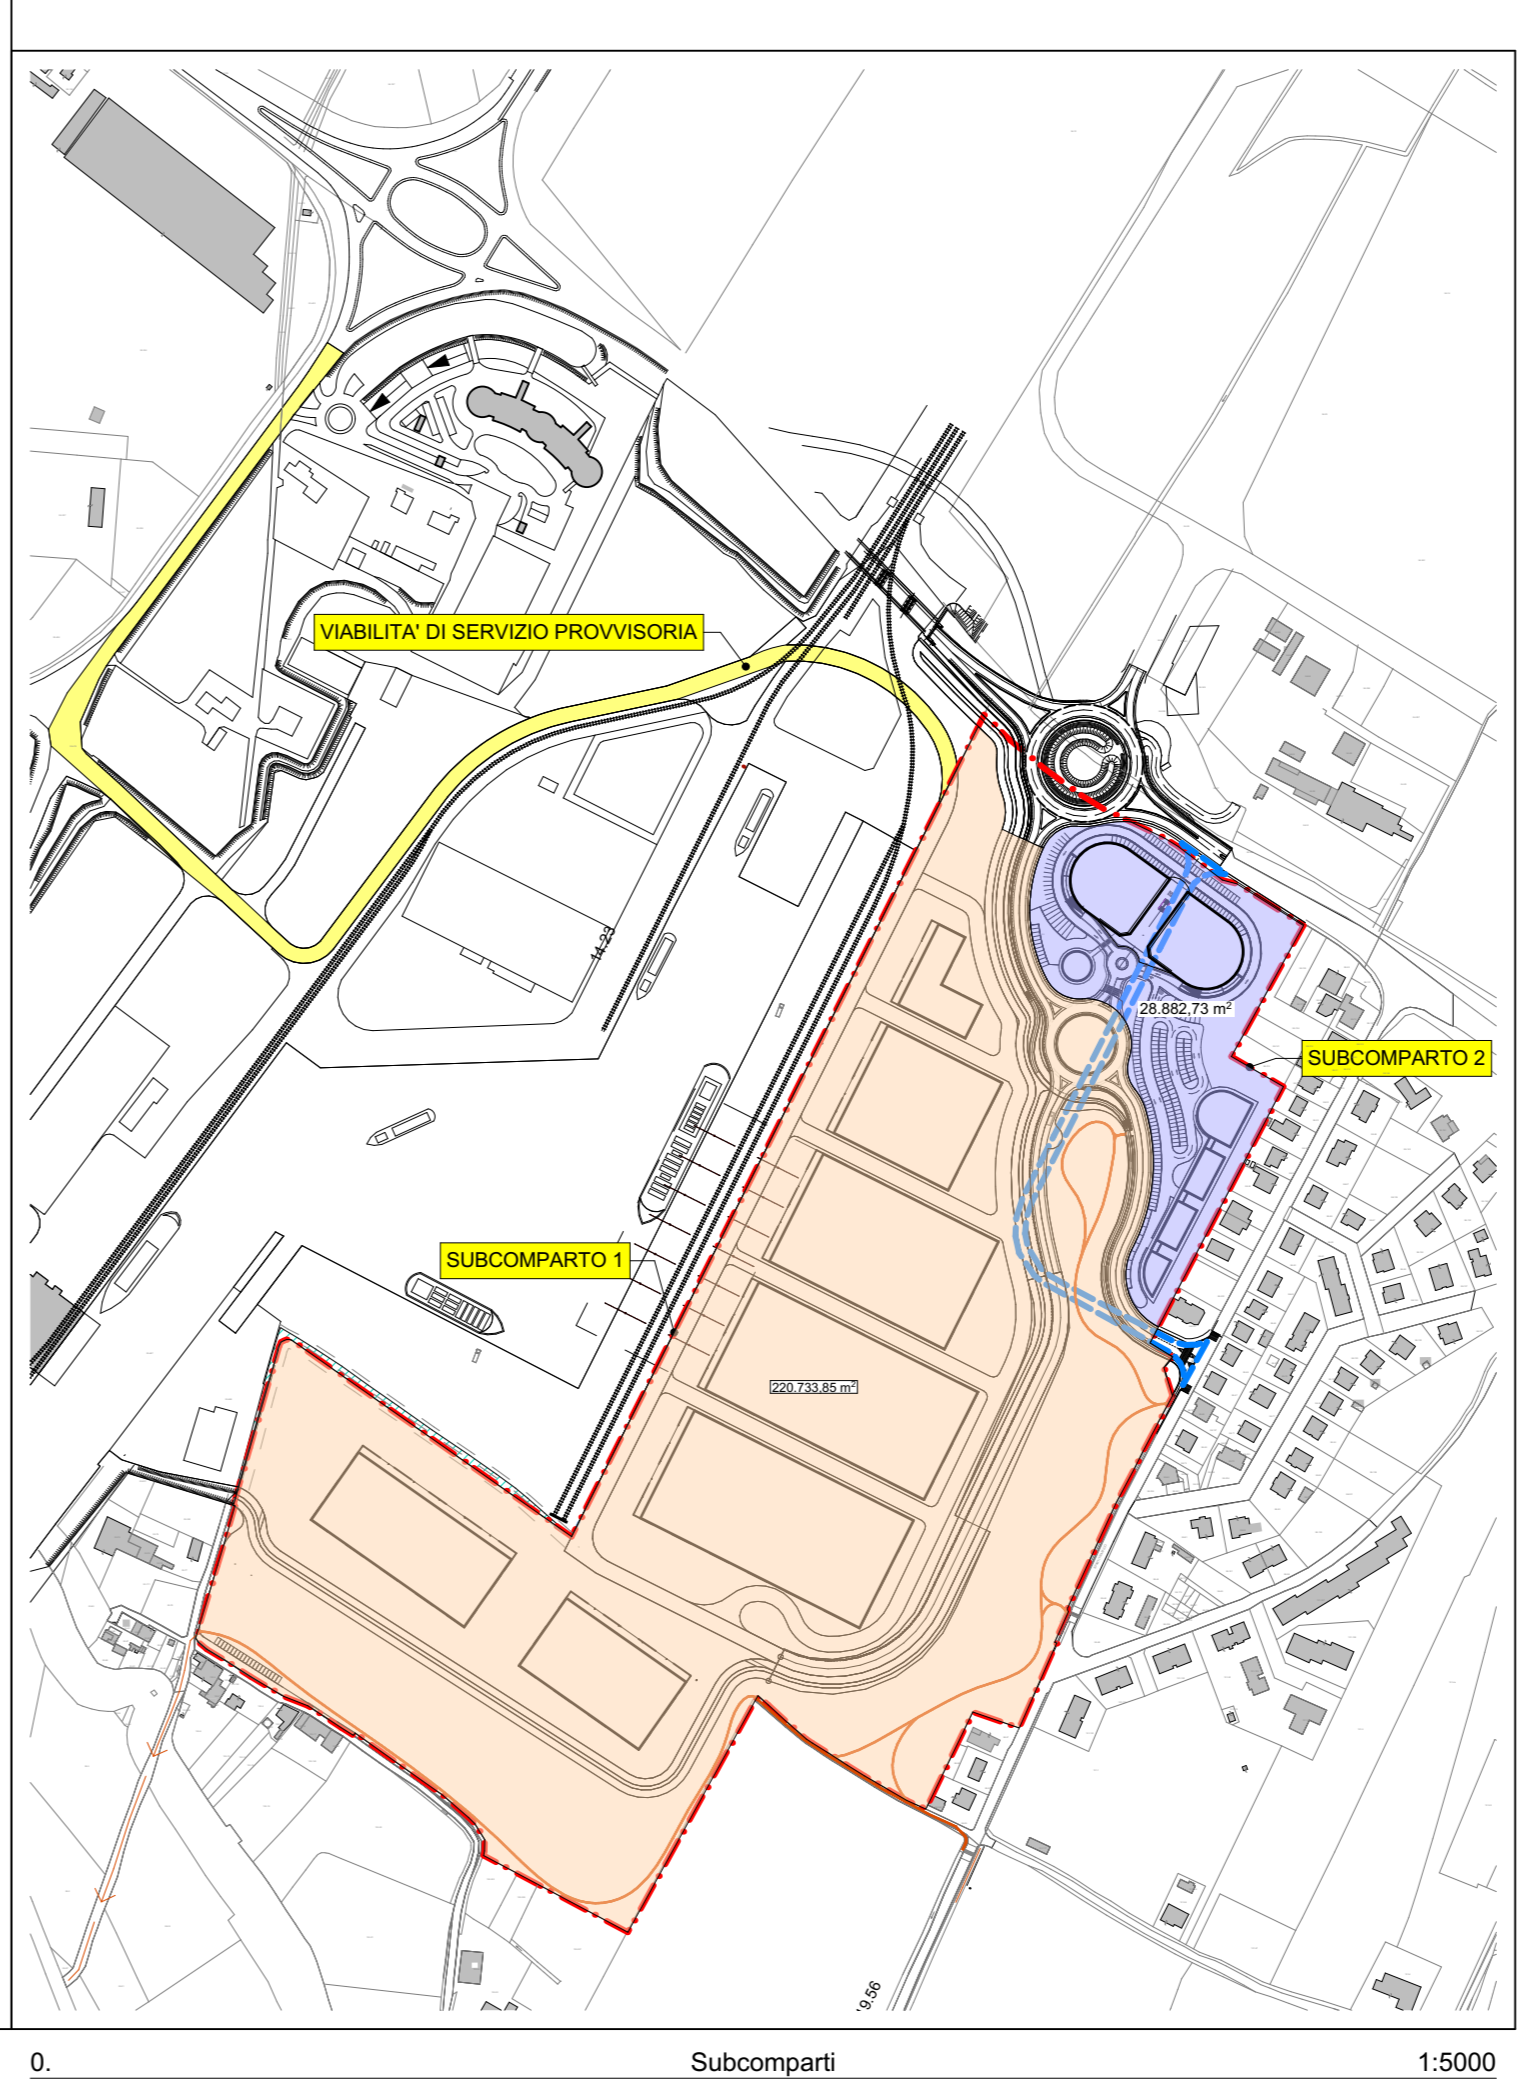 VIABILITA' DI SERVIZIO PROVVISORIA
14.23
28.882,73 m²
SUBCOMPARTO 2
SUBCOMPARTO 1
220.733,85 m²
0. Subcomparti 1:5000